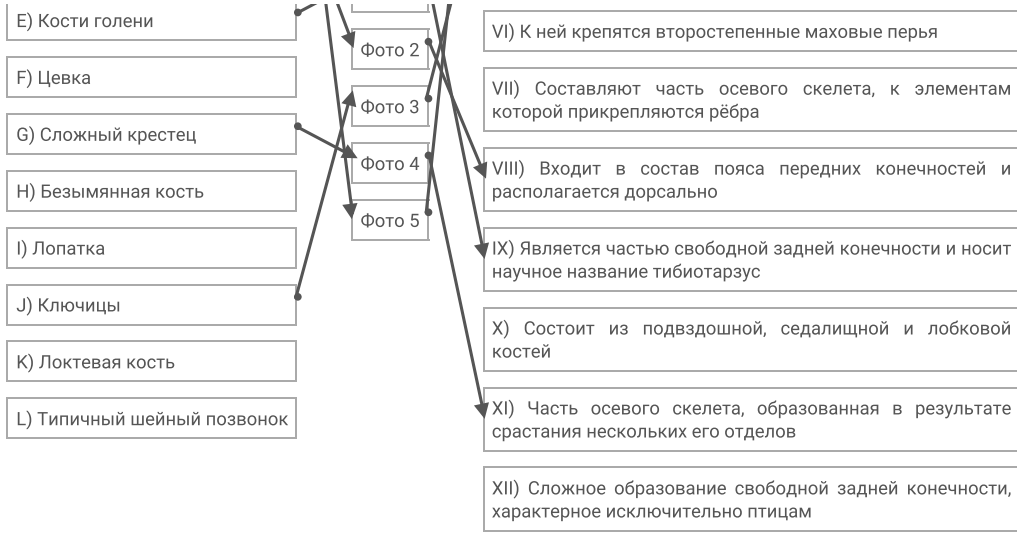 E) Кости голени
F) Цевка
G) Сложный крестец
H) Безымянная кость
I) Лопатка
J) Ключицы
K) Локтевая кость
L) Типичный шейный позвонок
Фото 2
Фото 3
Фото 4
Фото 5
VI) К ней крепятся второстепенные маховые перья
VII) Составляют часть осевого скелета, к элементам
которой прикрепляются рёбра
VIII) Входит в состав пояса передних конечностей и
располагается дорсально
IX) Является частью свободной задней конечности и носит
научное название тибиотарзус
X) Состоит из подвздошной, седалищной и лобковой
костей
XI) Часть осевого скелета, образованная в результате
срастания нескольких его отделов
XII) Сложное образование свободной задней конечности,
характерное исключительно птицам